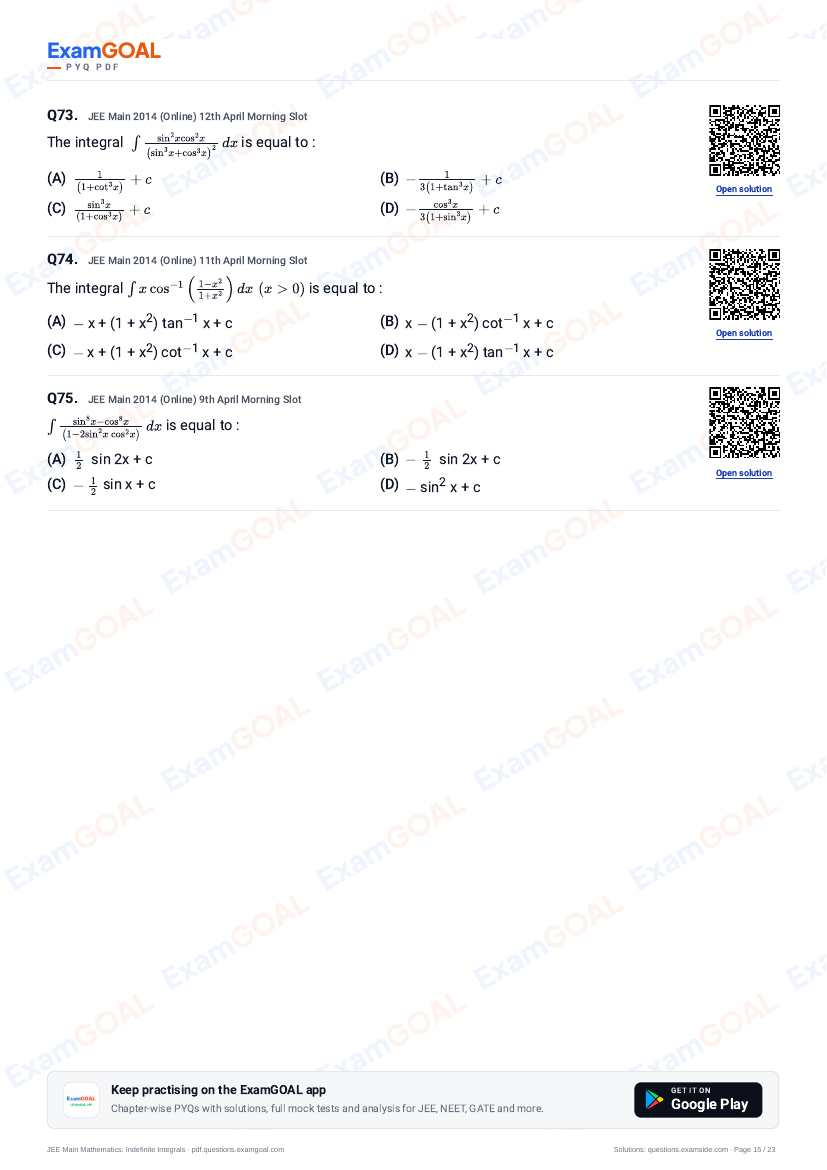 ExamGOAL
PYQ PDF
Q73. JEE Main 2014 (Online) 12th April Morning Slot
The integral ∫ sin²xcos²x/(sin³x+cos³x)² dx is equal to :
(A) 1/(1+cot³x) + c
(B) − 1/3(1+tan³x) + c
(C) sin³x/(1+cos³x) + c
(D) − cos³x/3(1+sin³x) + c
Open solution
Q74. JEE Main 2014 (Online) 11th April Morning Slot
The integral ∫ x cos⁻¹ ((1−x²)/(1+x²)) dx (x > 0) is equal to :
(A) − x + (1 + x²) tan⁻¹ x + c
(B) x − (1 + x²) cot⁻¹ x + c
(C) − x + (1 + x²) cot⁻¹ x + c
(D) x − (1 + x²) tan⁻¹ x + c
Open solution
Q75. JEE Main 2014 (Online) 9th April Morning Slot
∫ (sin⁸x−cos⁸x)/(1−2sin²x cos²x) dx is equal to :
(A) 1/2 sin 2x + c
(B) − 1/2 sin 2x + c
(C) − 1/2 sin x + c
(D) − sin² x + c
Open solution
Keep practising on the ExamGOAL app
Chapter-wise PYQs with solutions, full mock tests and analysis for JEE, NEET, GATE and more.
GET IT ON
Google Play
JEE Main Mathematics: Indefinite Integrals · pdf.questions.examgoal.com
Solutions: questions.examside.com · Page 15 / 23